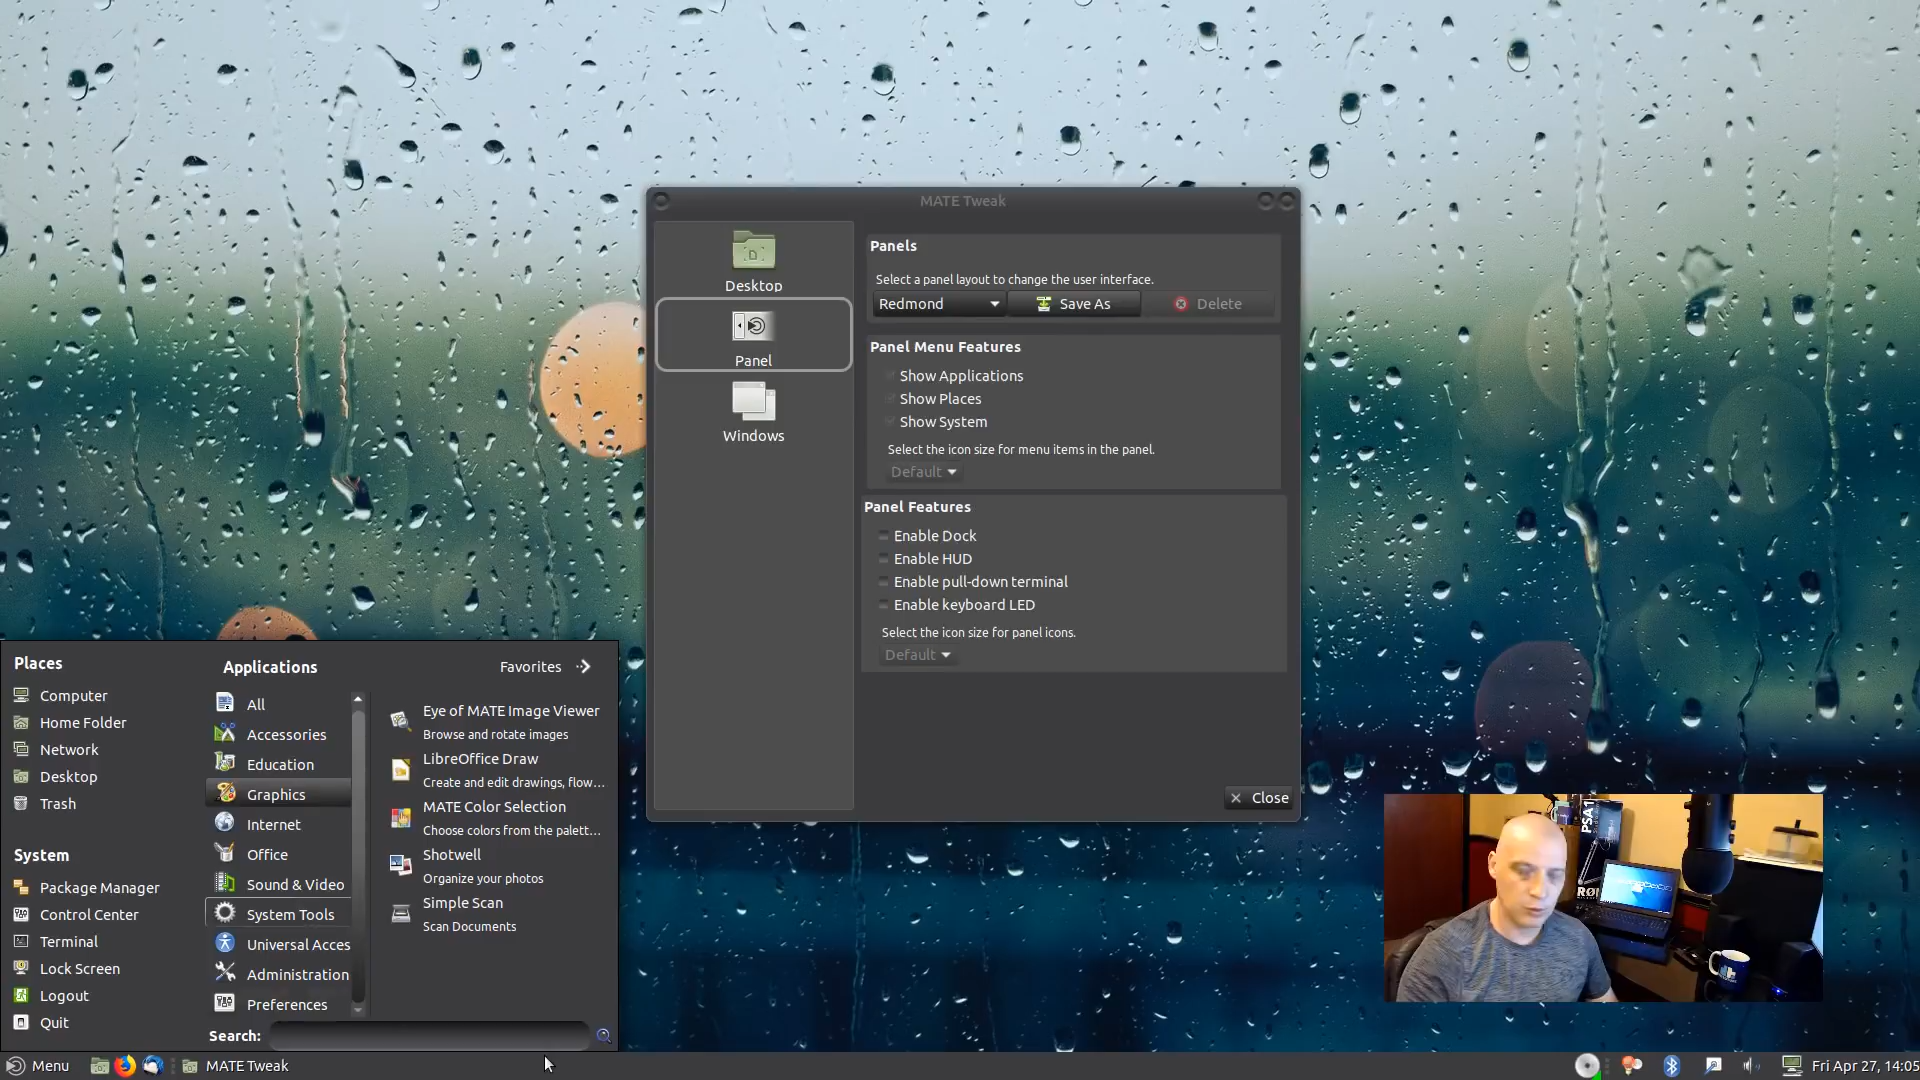 MATE Tweak
Desktop
Panel
Windows
Panels
Select a panel layout to change the user interface.
Redmond
Save As
Delete
Panel Menu Features
Show Applications
Show Places
Show System
Select the icon size for menu items in the panel.
Default
Panel Features
Enable Dock
Enable HUD
Enable pull-down terminal
Enable keyboard LED
Select the icon size for panel icons.
Default
Close
Places
Computer
Home Folder
Network
Desktop
Trash
System
Package Manager
Control Center
Terminal
Lock Screen
Logout
Quit
Applications
Favorites
All
Accessories
Education
Graphics
Internet
Office
Sound & Video
System Tools
Universal Acces
Administration
Preferences
Eye of MATE Image Viewer
Browse and rotate images
LibreOffice Draw
Create and edit drawings, flow...
MATE Color Selection
Choose colors from the palett...
Shotwell
Organize your photos
Simple Scan
Scan Documents
Search:
PSA1
Menu
MATE Tweak
Fri Apr 27, 14:05